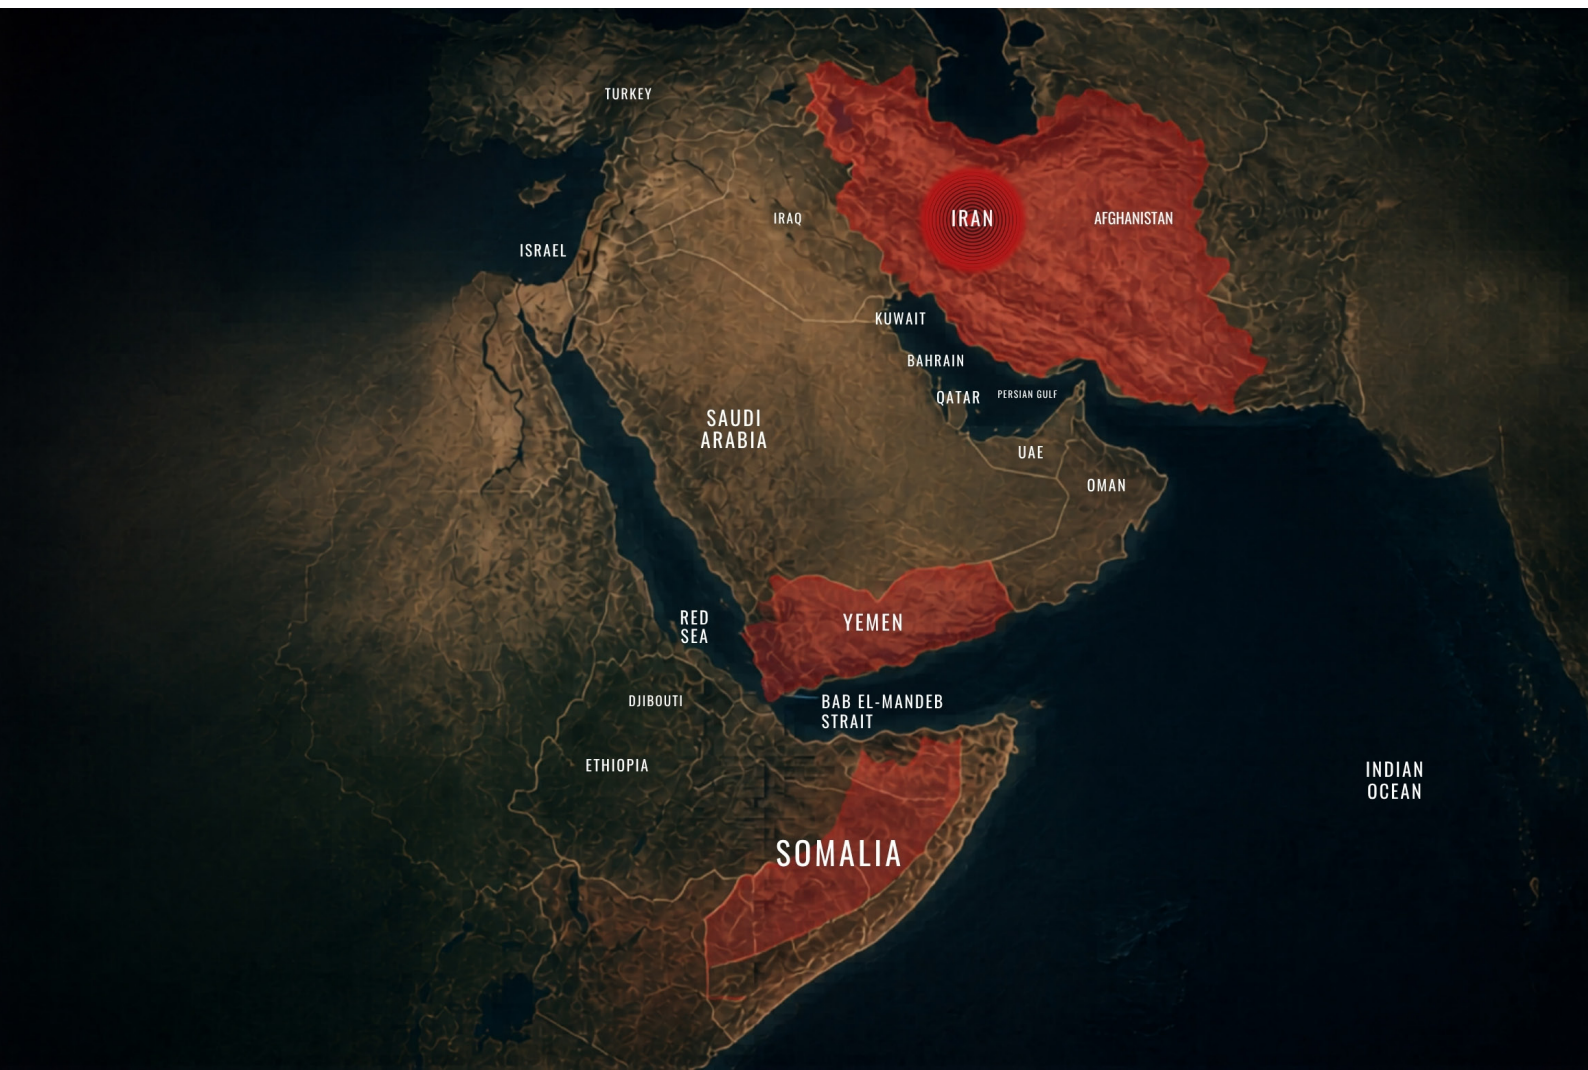 TURKEY
IRAQ
IRAN
AFGHANISTAN
ISRAEL
KUWAIT
BAHRAIN
QATAR
PERSIAN GULF
SAUDI
ARABIA
UAE
OMAN
RED
SEA
YEMEN
DJIBOUTI
BAB EL-MANDEB
STRAIT
ETHIOPIA
INDIAN
OCEAN
SOMALIA